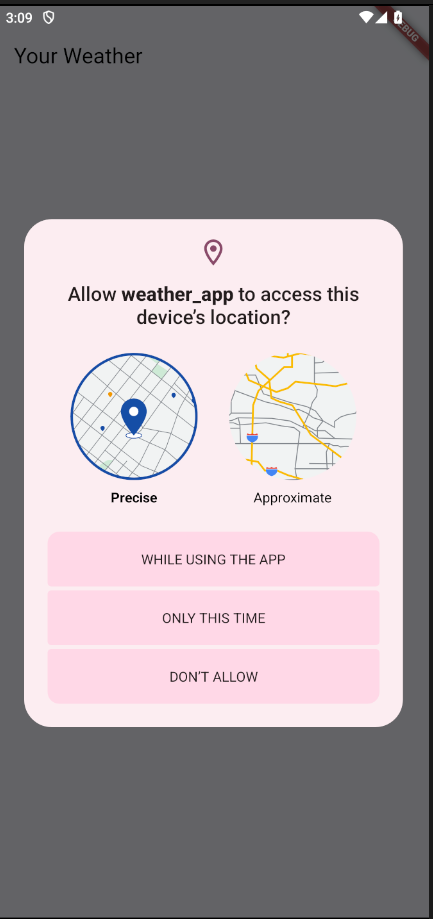 3:09
DEBUG
Your Weather
Allow weather_app to access this
device’s location?
Precise
Approximate
WHILE USING THE APP
ONLY THIS TIME
DON’T ALLOW